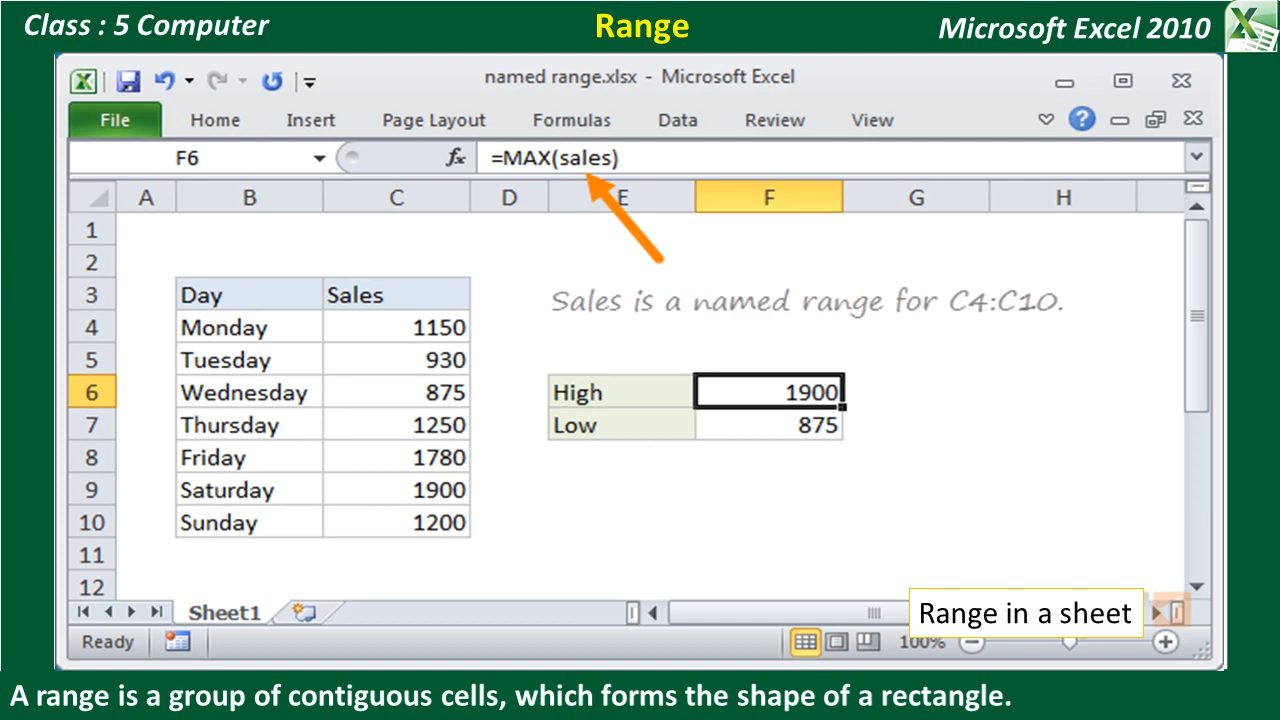 Class : 5 Computer
Range
Microsoft Excel 2010
named range.xlsx - Microsoft Excel
File Home Insert Page Layout Formulas Data Review View
F6 fx =MAX(sales)
A B C D E F G H
1
2
3 Day Sales
Sales is a named range for C4:C10.
4 Monday 1150
5 Tuesday 930
6 Wednesday 875 High 1900
7 Thursday 1250 Low 875
8 Friday 1780
9 Saturday 1900
10 Sunday 1200
11
12
Sheet1
Range in a sheet
Ready 100%
A range is a group of contiguous cells, which forms the shape of a rectangle.